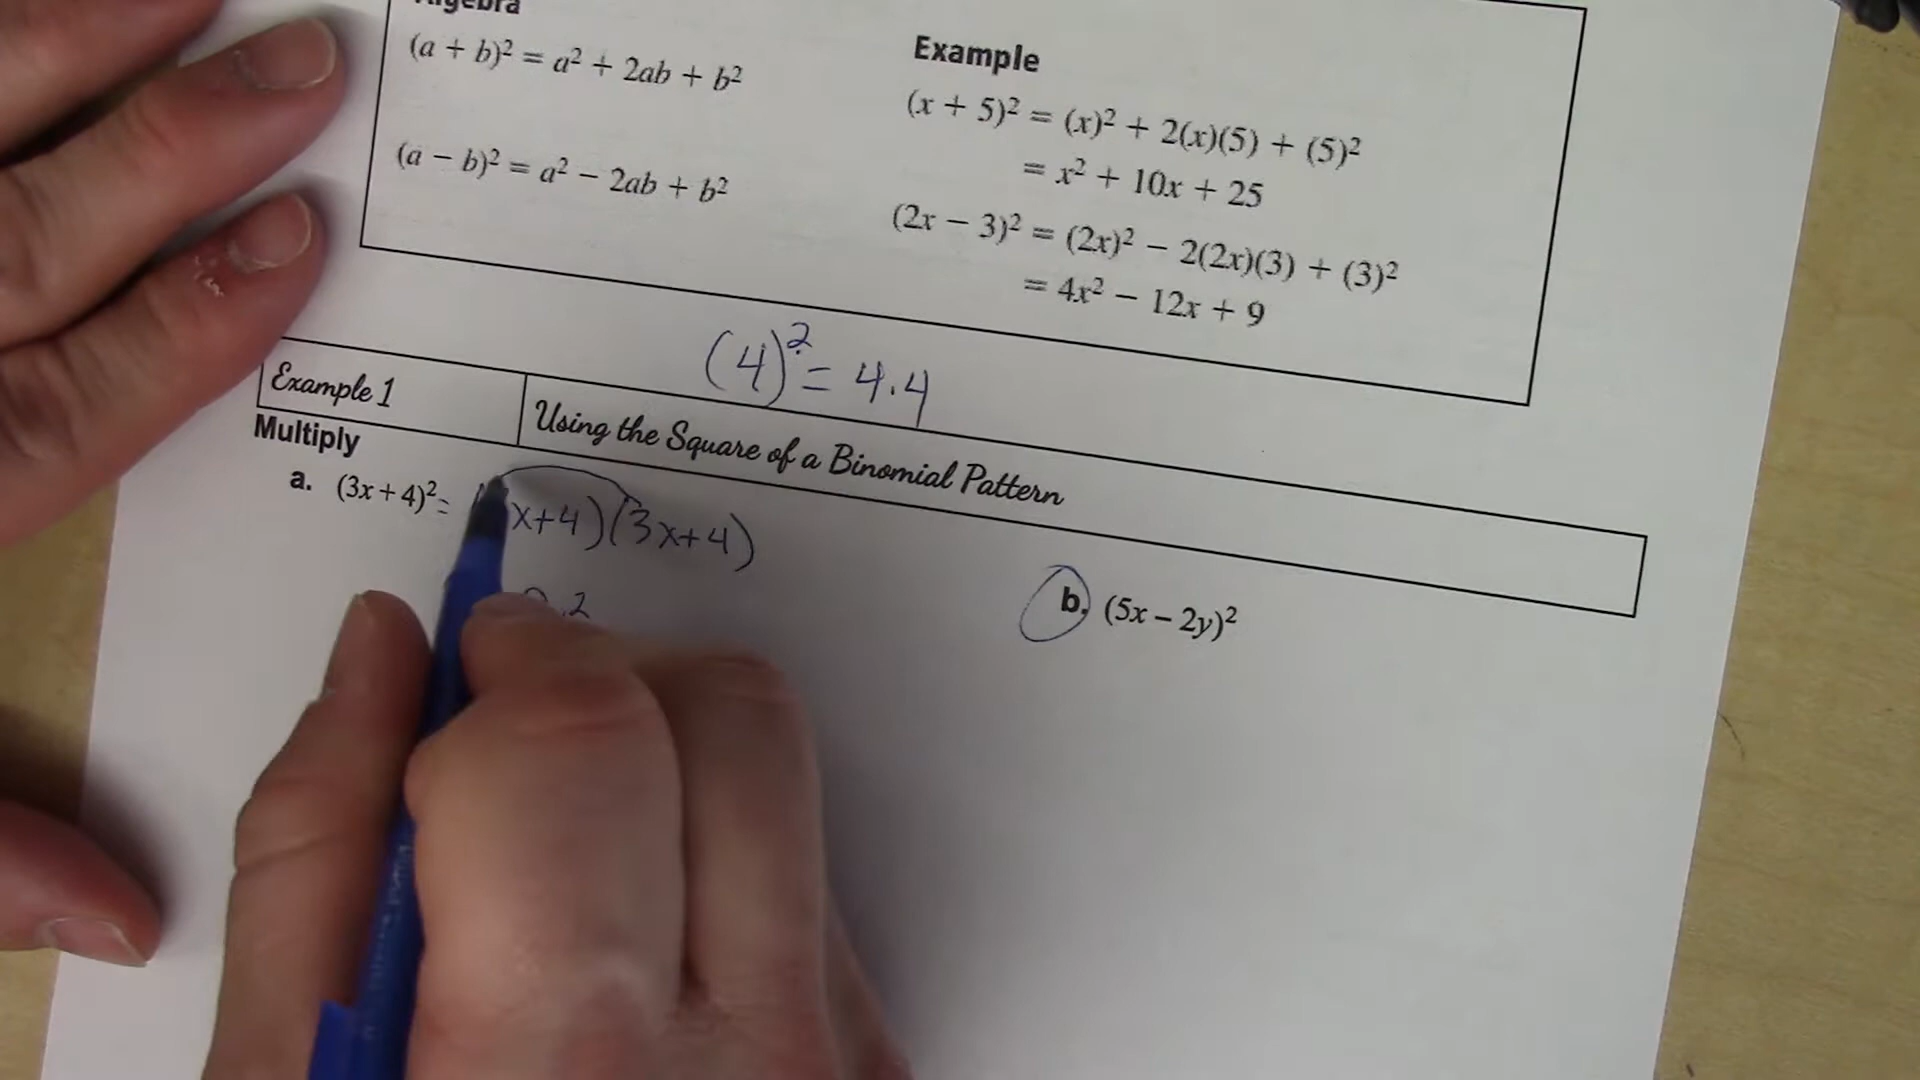 Algebra
(a + b)² = a² + 2ab + b²
(a − b)² = a² − 2ab + b²
Example
(x + 5)² = (x)² + 2(x)(5) + (5)²
= x² + 10x + 25
(2x − 3)² = (2x)² − 2(2x)(3) + (3)²
= 4x² − 12x + 9
(4)² = 4.4
Example 1
Using the Square of a Binomial Pattern
Multiply
a. (3x + 4)² = ( x+4)(3x+4)
b. (5x − 2y)²